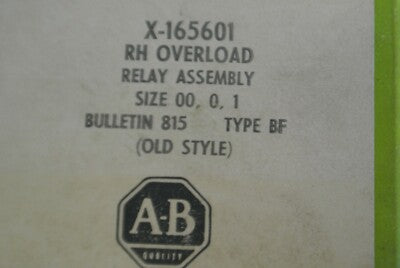 X-165601
RH OVERLOAD
RELAY ASSEMBLY
SIZE 00, 0, 1
BULLETIN 815 TYPE BF
(OLD STYLE)
A-B
QUALITY